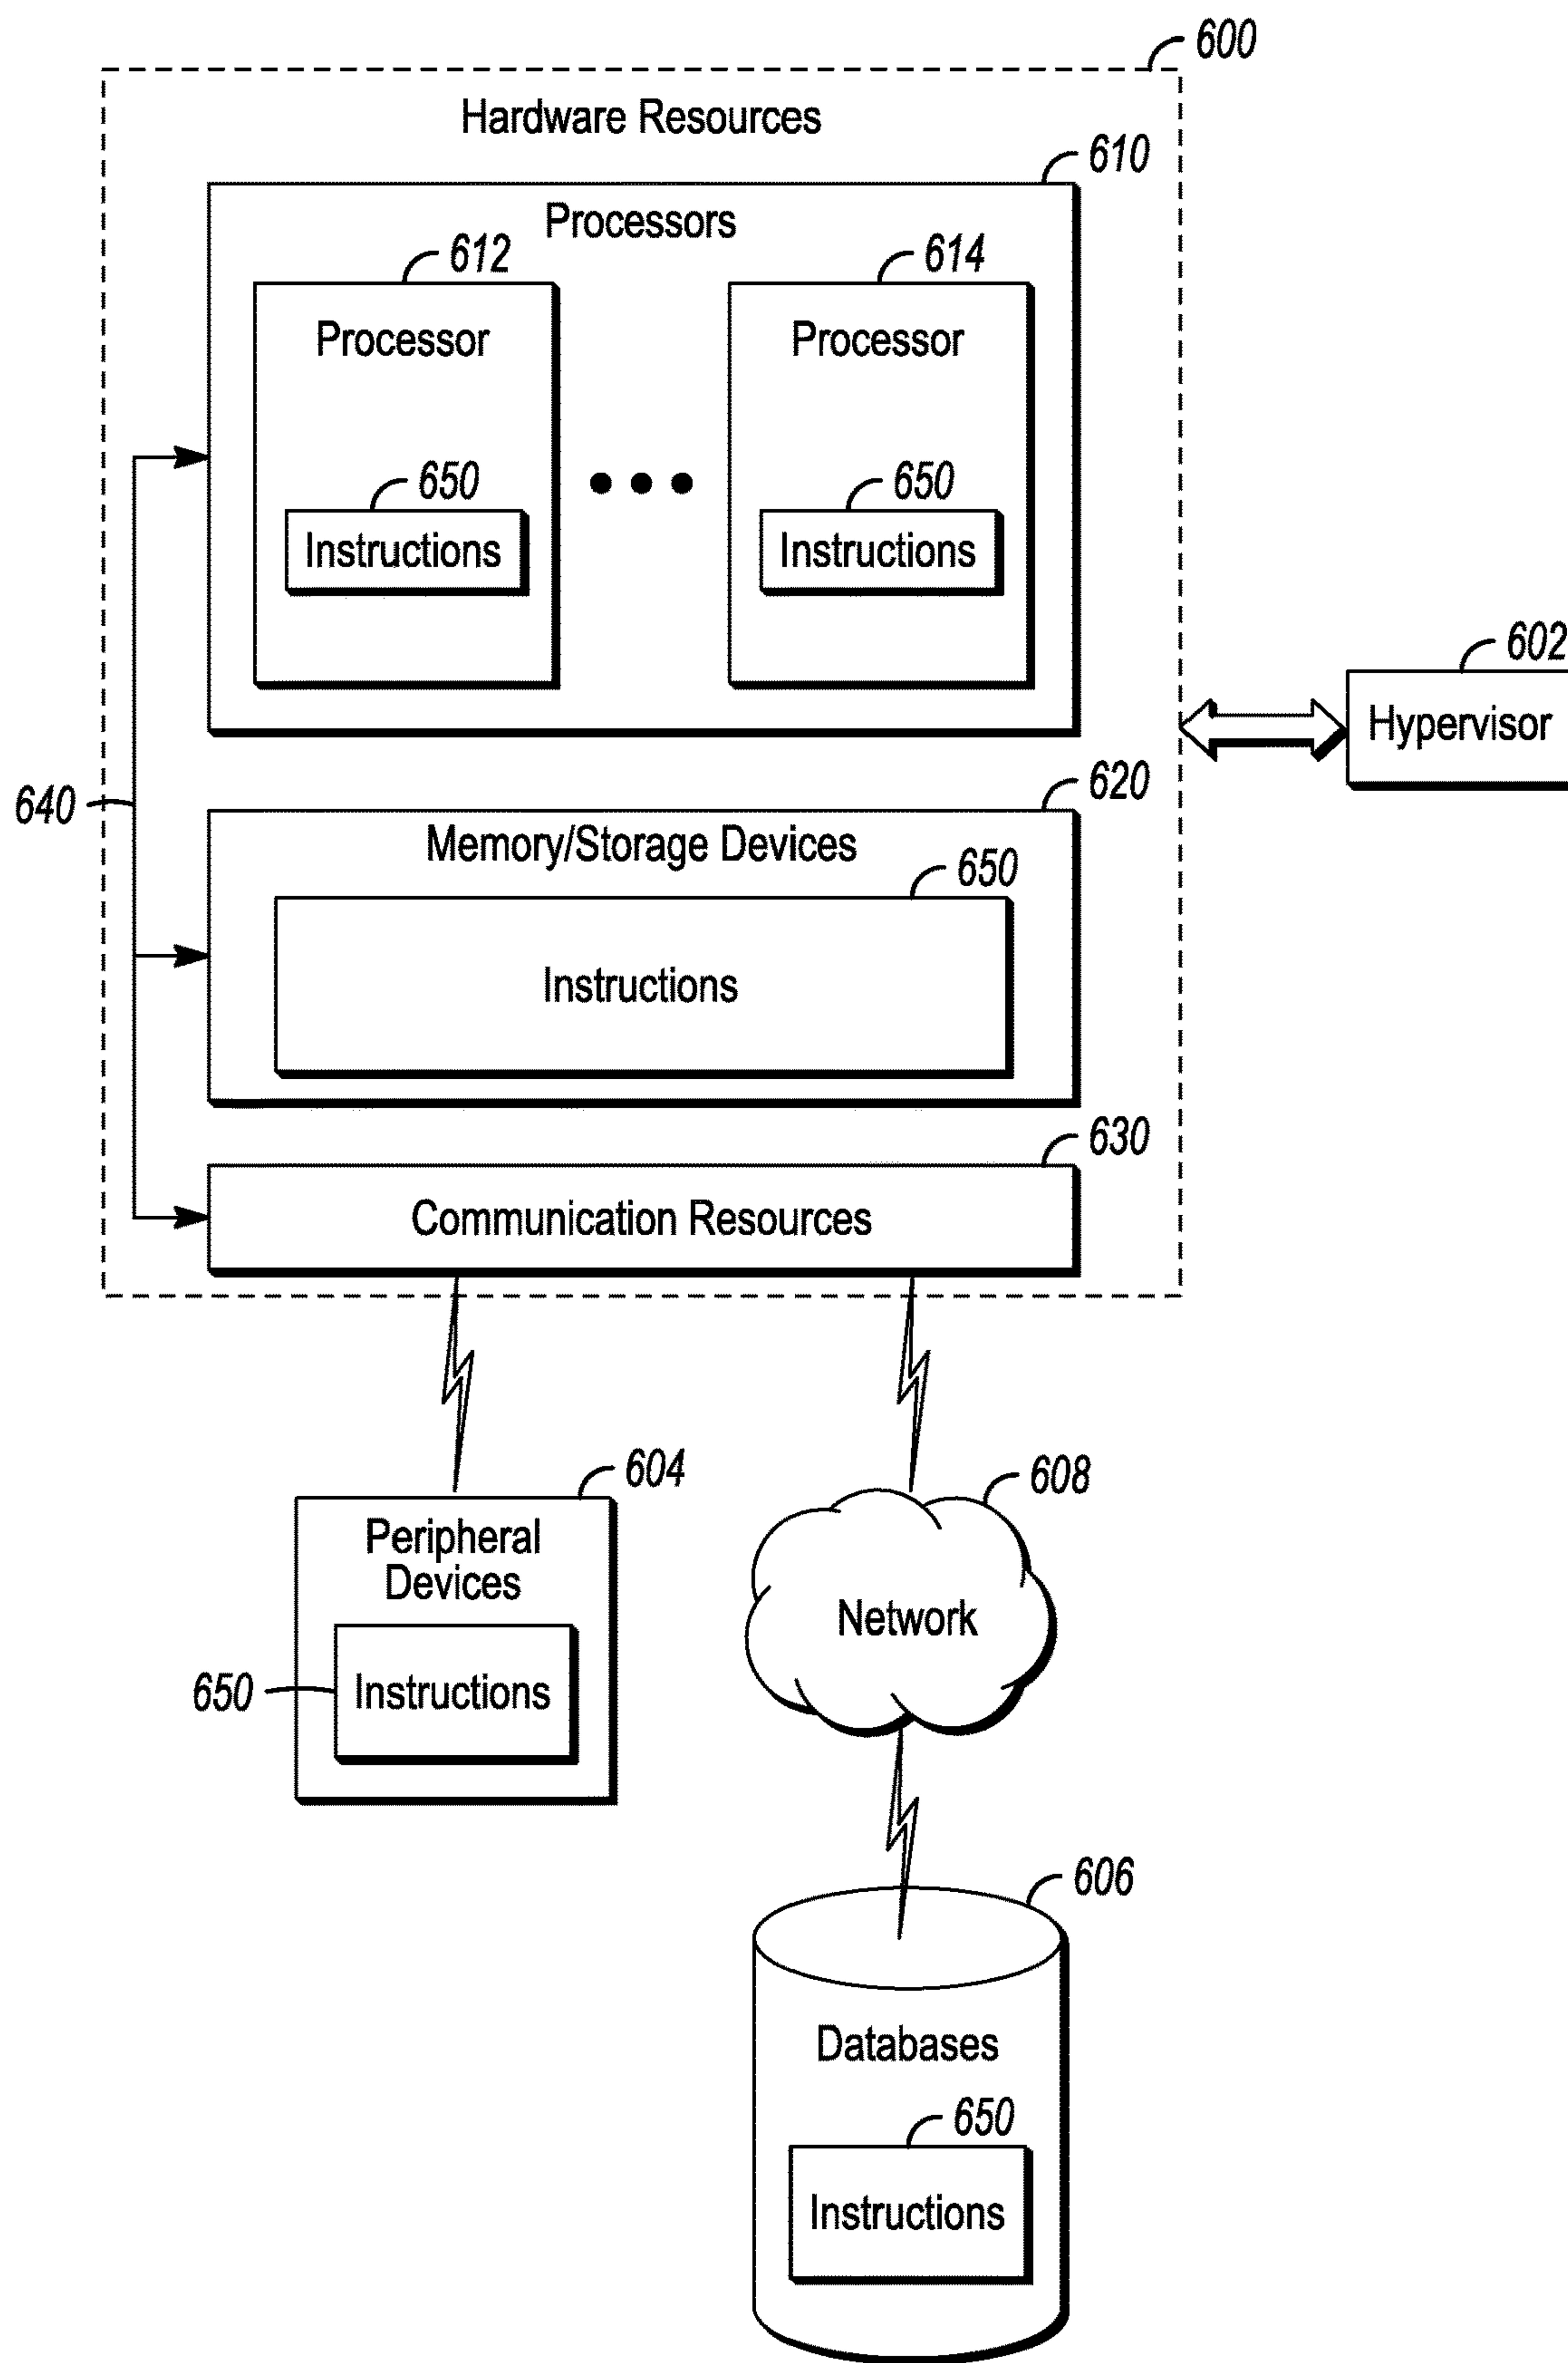 600
Hardware Resources
610
Processors
612
614
Processor
Processor
650
650
Instructions
Instructions
602
Hypervisor
640
620
Memory/Storage Devices
650
Instructions
630
Communication Resources
604
608
Peripheral
Devices
Network
650
Instructions
606
Databases
650
Instructions